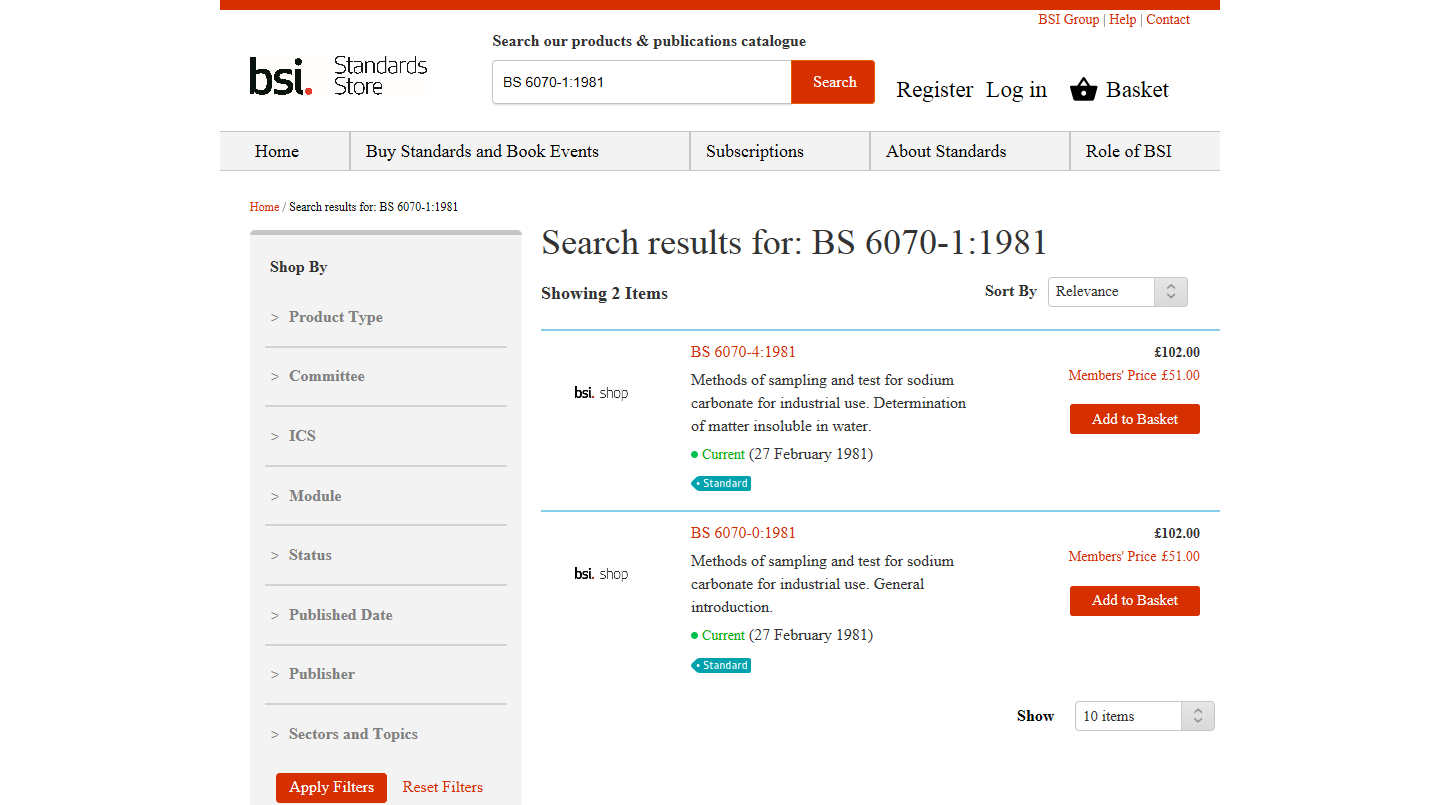 BSI Group | Help | Contact
Search our products & publications catalogue
bsi. Standards Store
BS 6070-1:1981
Search
Register Log in Basket
Home
Buy Standards and Book Events
Subscriptions
About Standards
Role of BSI
Home / Search results for: BS 6070-1:1981
Shop By
> Product Type
> Committee
> ICS
> Module
> Status
> Published Date
> Publisher
> Sectors and Topics
Apply Filters
Reset Filters
Search results for: BS 6070-1:1981
Showing 2 Items
Sort By Relevance
bsi. shop
BS 6070-4:1981
Methods of sampling and test for sodium
carbonate for industrial use. Determination
of matter insoluble in water.
Current (27 February 1981)
Standard
£102.00
Members' Price £51.00
Add to Basket
bsi. shop
BS 6070-0:1981
Methods of sampling and test for sodium
carbonate for industrial use. General
introduction.
Current (27 February 1981)
Standard
£102.00
Members' Price £51.00
Add to Basket
Show 10 items